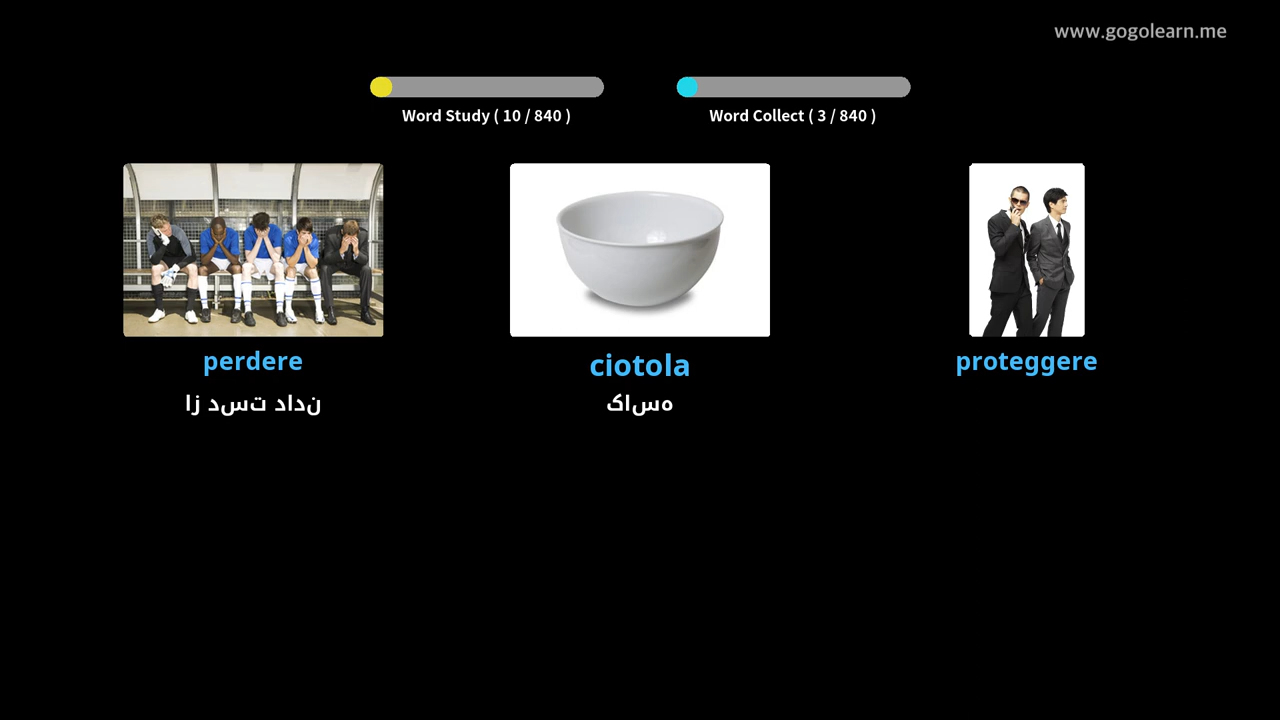 www.gogolearn.me
Word Study ( 10 / 840 )
Word Collect ( 3 / 840 )
perdere
ciotola
proteggere
نداد تسد زا
هساک